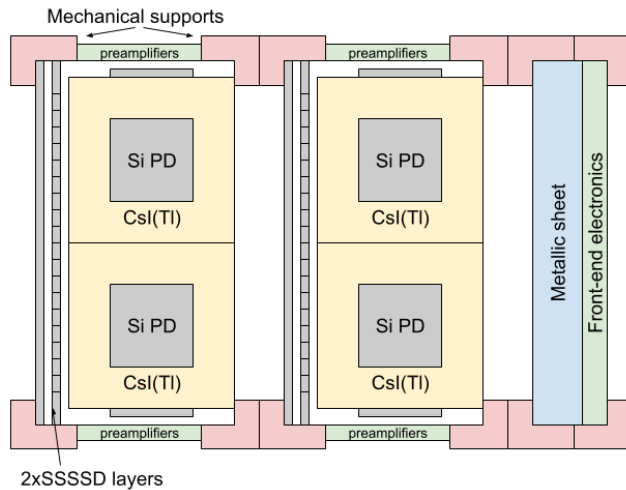 Mechanical supports
preamplifiers
preamplifiers
Si PD
CsI(Tl)
Si PD
CsI(Tl)
Si PD
CsI(Tl)
Si PD
CsI(Tl)
Metallic sheet
Front-end electronics
preamplifiers
preamplifiers
2xSSSSD layers